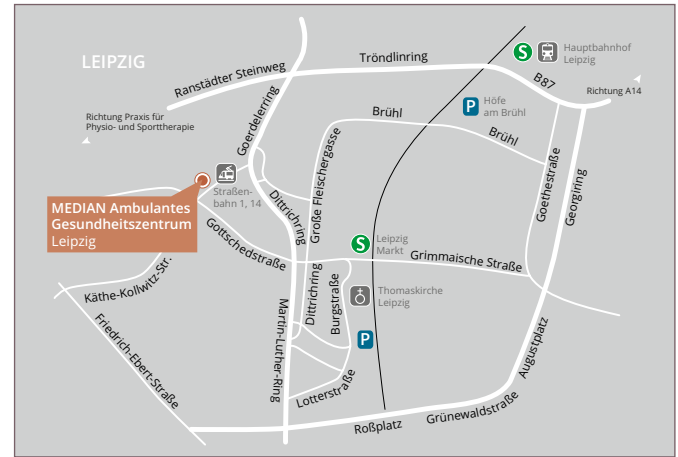 LEIPZIG
Ranstädter Steinweg
Tröndlinring
S
Hauptbahnhof
Leipzig
B87
Richtung A14
Richtung Praxis für
Physio- und Sporttherapie
Goerdelerring
P
Höfe
am Brühl
Brühl
Brühl
Große Fleischergasse
Goethestraße
Georgiring
Straßen-
bahn 1, 14
Dittrichring
MEDIAN Ambulantes
Gesundheitszentrum
Leipzig
Gottschedstraße
S
Leipzig
Markt
Grimmaische Straße
Käthe-Kollwitz-Str.
Dittrichring
Burgstraße
Thomaskirche
Leipzig
Martin-Luther-Ring
Friedrich-Ebert-Straße
P
Augustplatz
Lotterstraße
Roßplatz
Grünewaldstraße